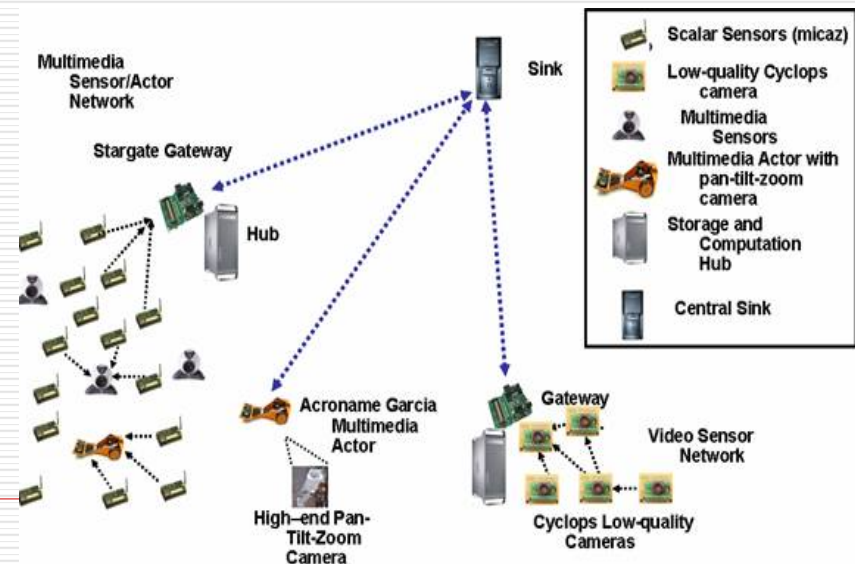 Multimedia
Sensor/Actor
Network
Stargate Gateway
Hub
Sink
Scalar Sensors (micaz)
Low-quality Cyclops
camera
Multimedia
Sensors
Multimedia Actor with
pan-tilt-zoom
camera
Storage and
Computation
Hub
Central Sink
Acroname Garcia
Multimedia
Actor
High–end Pan-
Tilt-Zoom
Camera
Gateway
Video Sensor
Network
Cyclops Low-quality
Cameras